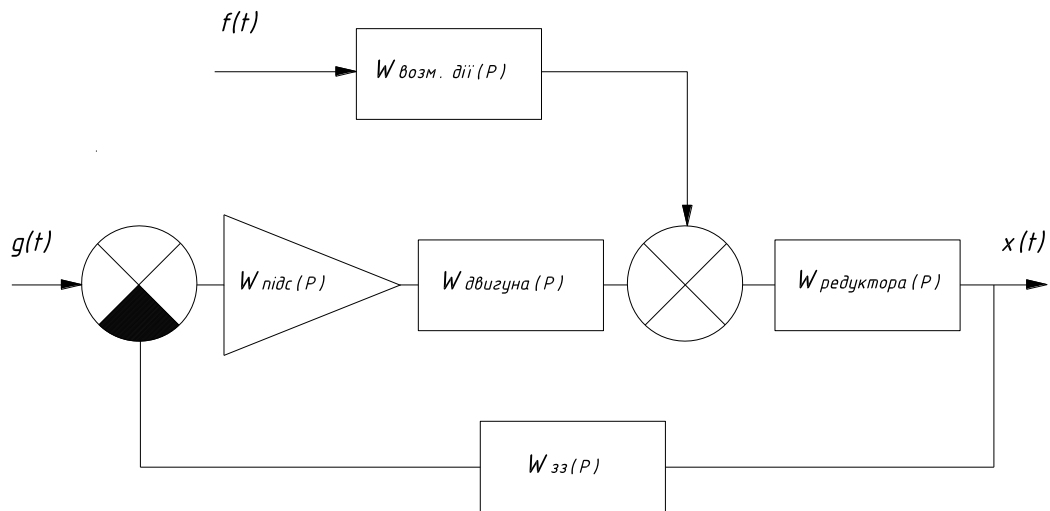 f(t)
W возм. дії (P)
g(t)
W підс (P)
W двигуна (P)
W редуктора (P)
x(t)
W зз (P)